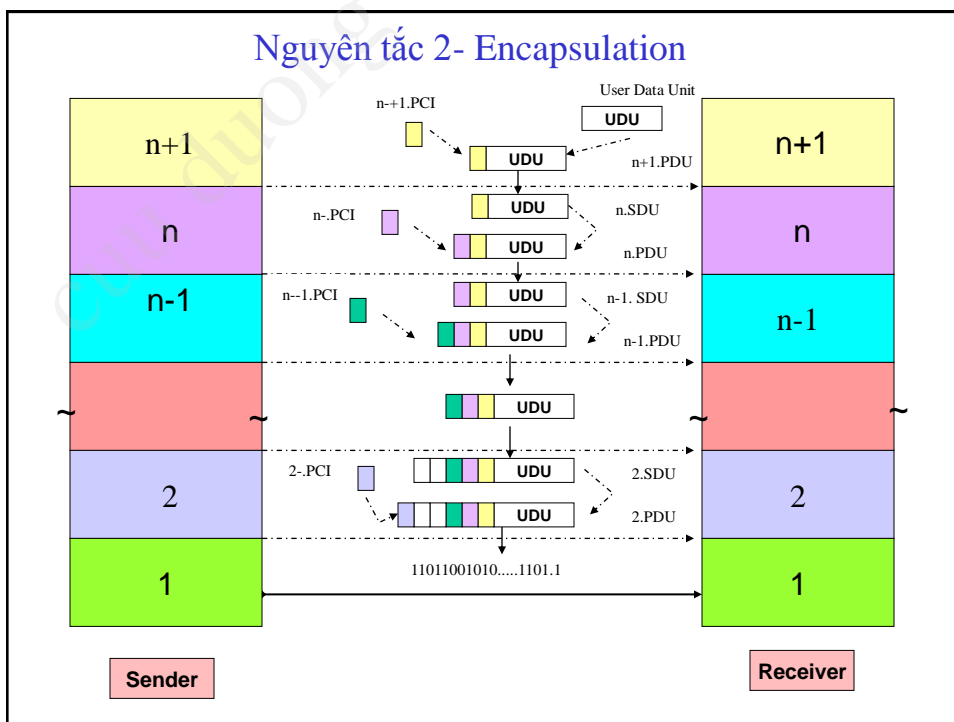 Nguyên tắc 2- Encapsulation
User Data Unit
n-+1.PCI
UDU
n+1
UDU
n+1.PDU
n+1
n-.PCI
UDU
n.SDU
n
UDU
n.PDU
n
n--1.PCI
UDU
n-1. SDU
n-1
UDU
n-1.PDU
n-1
UDU
~
~
~
~
2-.PCI
UDU
2.SDU
2
UDU
2.PDU
2
11011001010.....1101.1
1
1
Sender
Receiver
cuu duong